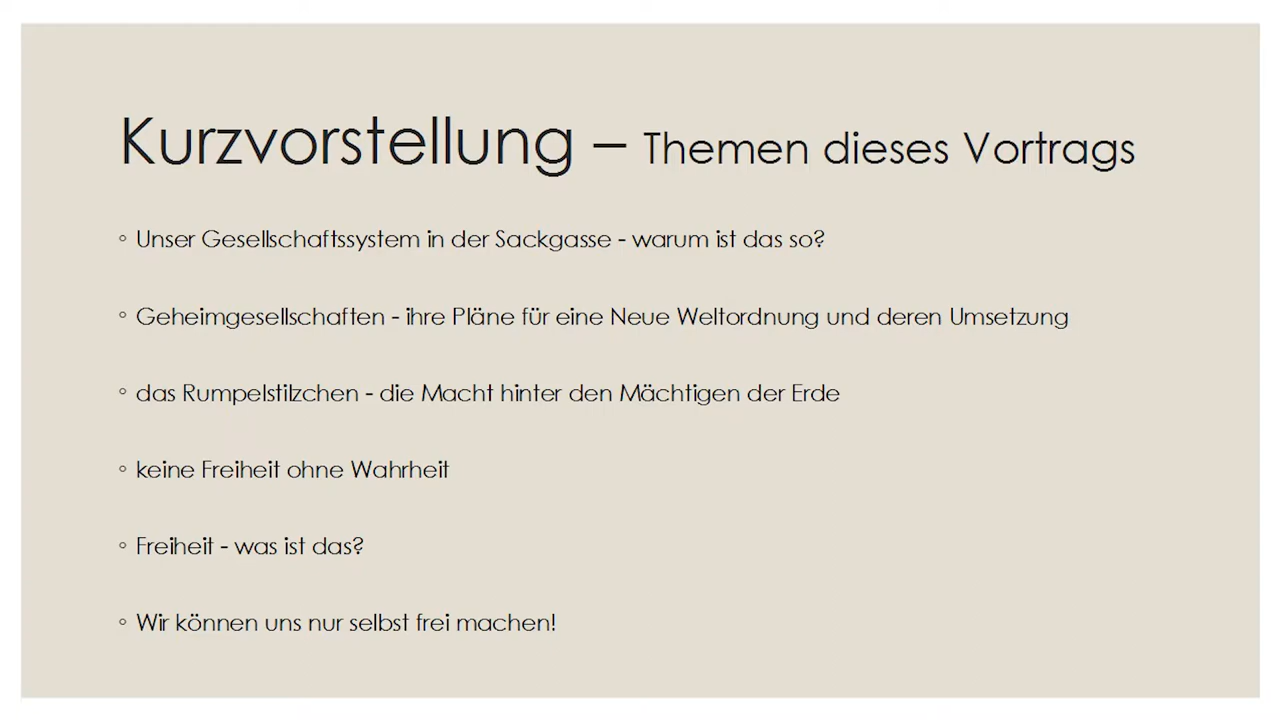 Kurzvorstellung – Themen dieses Vortrags
◦ Unser Gesellschaftssystem in der Sackgasse - warum ist das so?
◦ Geheimgesellschaften - ihre Pläne für eine Neue Weltordnung und deren Umsetzung
◦ das Rumpelstilzchen - die Macht hinter den Mächtigen der Erde
◦ keine Freiheit ohne Wahrheit
◦ Freiheit - was ist das?
◦ Wir können uns nur selbst frei machen!